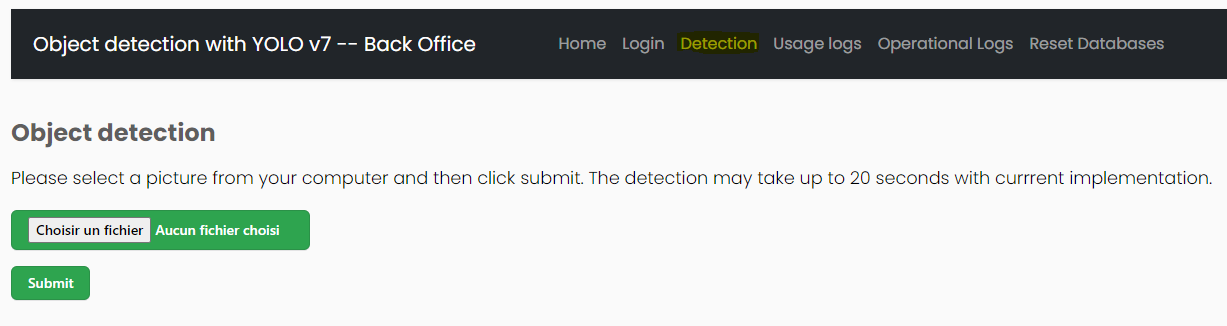 Object detection with YOLO v7 -- Back Office Home Login Detection Usage logs Operational Logs Reset Databases
Object detection
Please select a picture from your computer and then click submit. The detection may take up to 20 seconds with currrent implementation.
Choisir un fichier Aucun fichier choisi
Submit